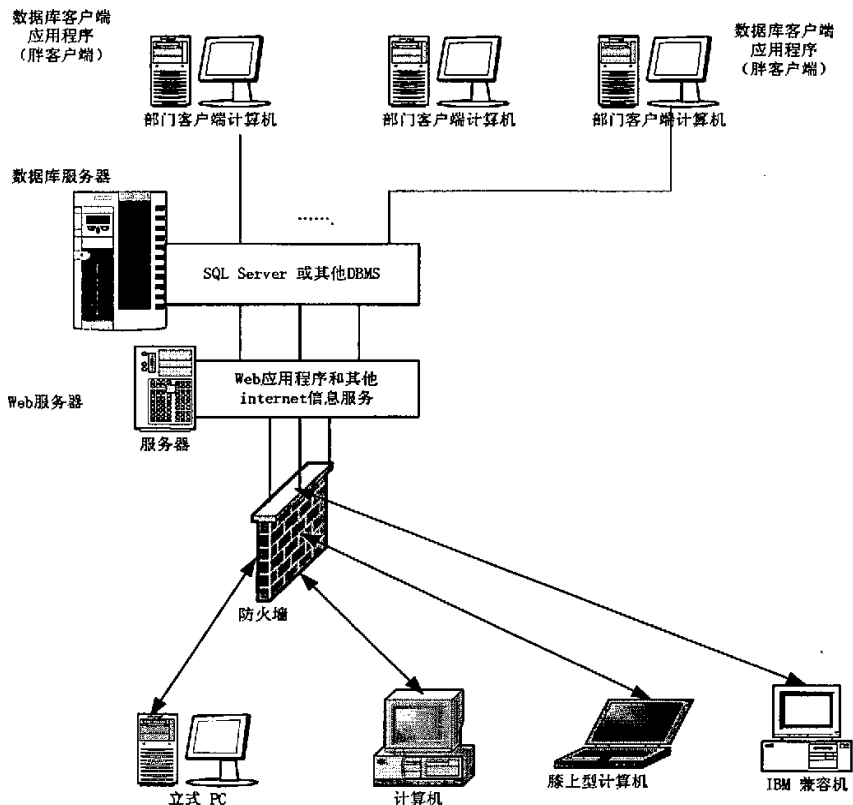 数据库客户端
应用程序
（胖客户端）
数据库客户端
应用程序
（胖客户端）
部门客户端计算机
部门客户端计算机
部门客户端计算机
数据库服务器
......
SQL Server 或其他DBMS
Web应用程序和其他
internet信息服务
Web服务器
服务器
防火墙
立式 PC
计算机
膝上型计算机
IBM 兼容机